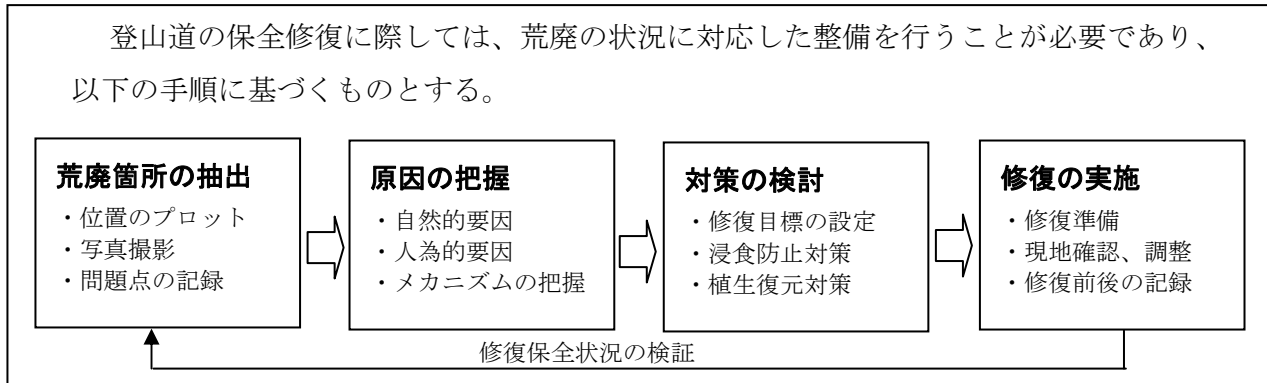 登山道の保全修復に際しては、荒廃の状況に対応した整備を行うことが必要であり、
以下の手順に基づくものとする。
荒廃箇所の抽出
・位置のプロット
・写真撮影
・問題点の記録
原因の把握
・自然的要因
・人為的要因
・メカニズムの把握
対策の検討
・修復目標の設定
・浸食防止対策
・植生復元対策
修復の実施
・修復準備
・現地確認、調整
・修復前後の記録
修復保全状況の検証